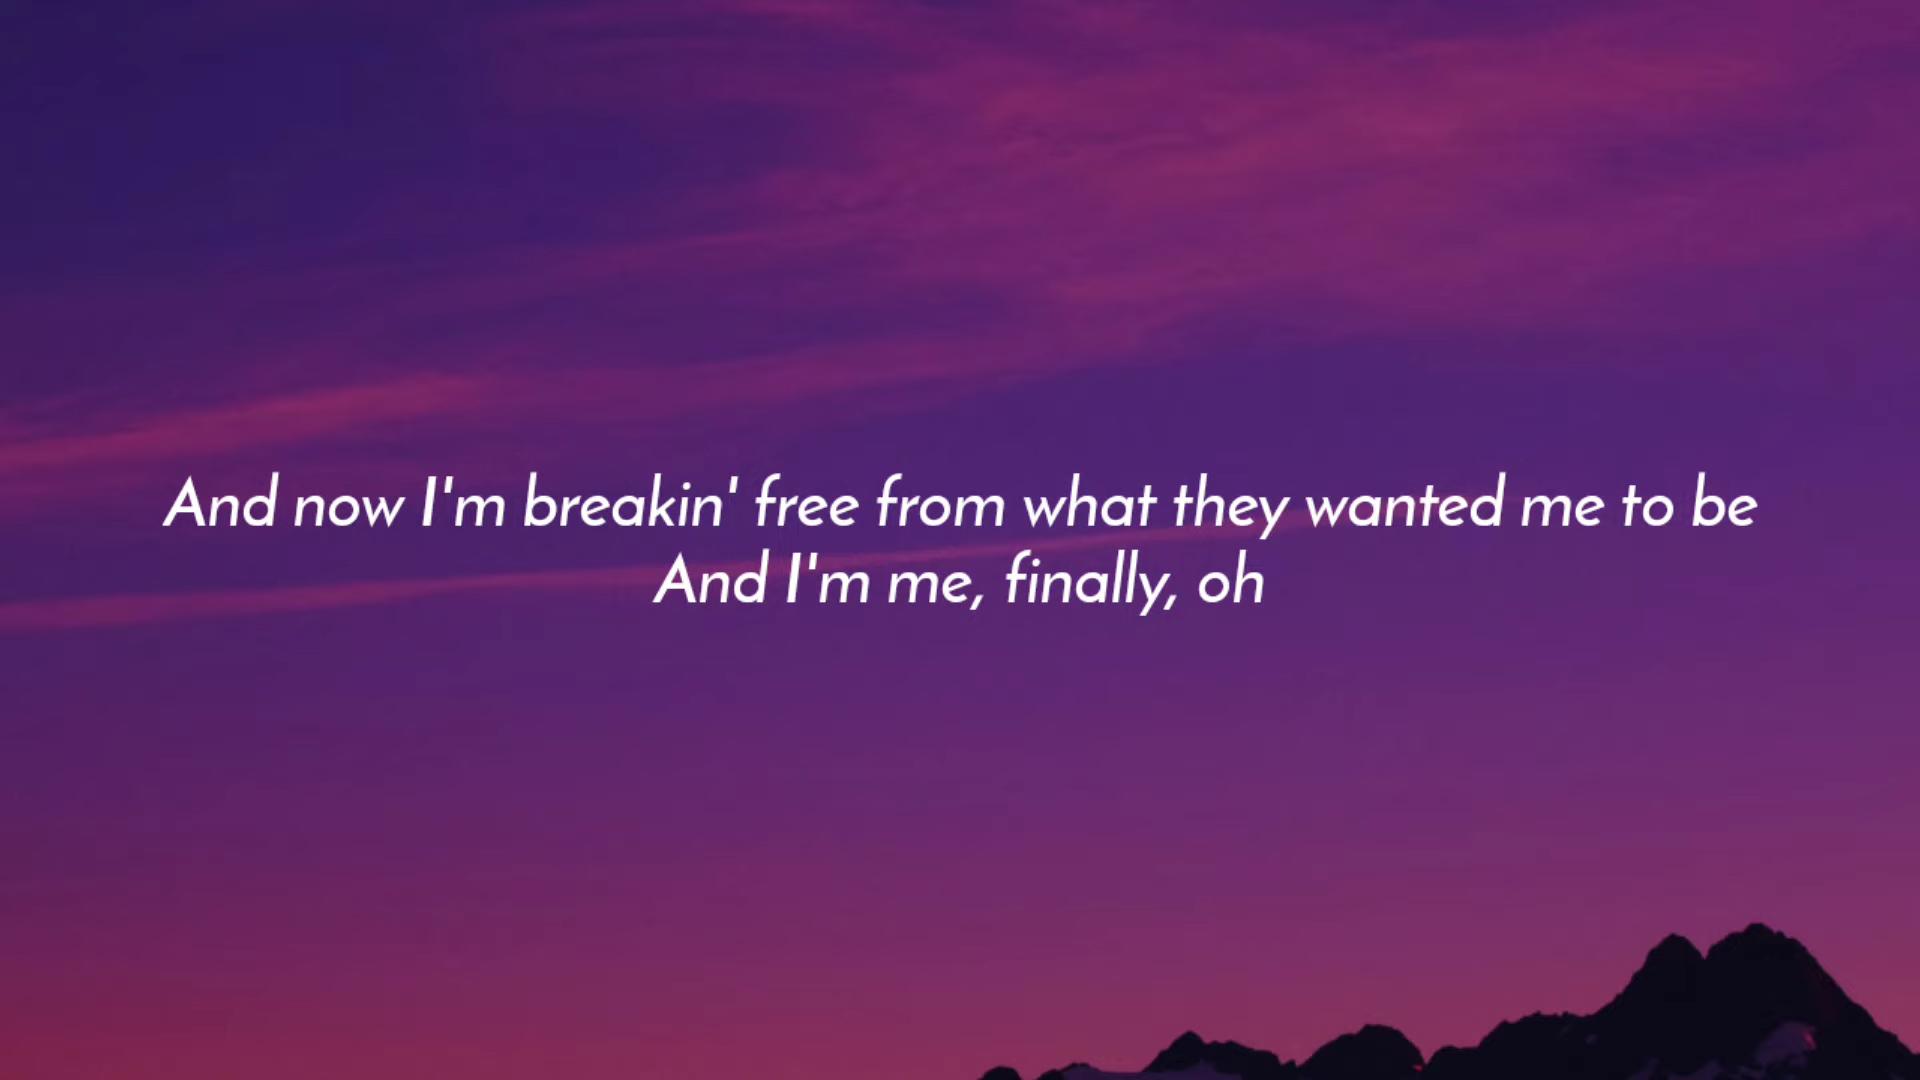 And now I'm breakin' free from what they wanted me to be
And I'm me, finally, oh